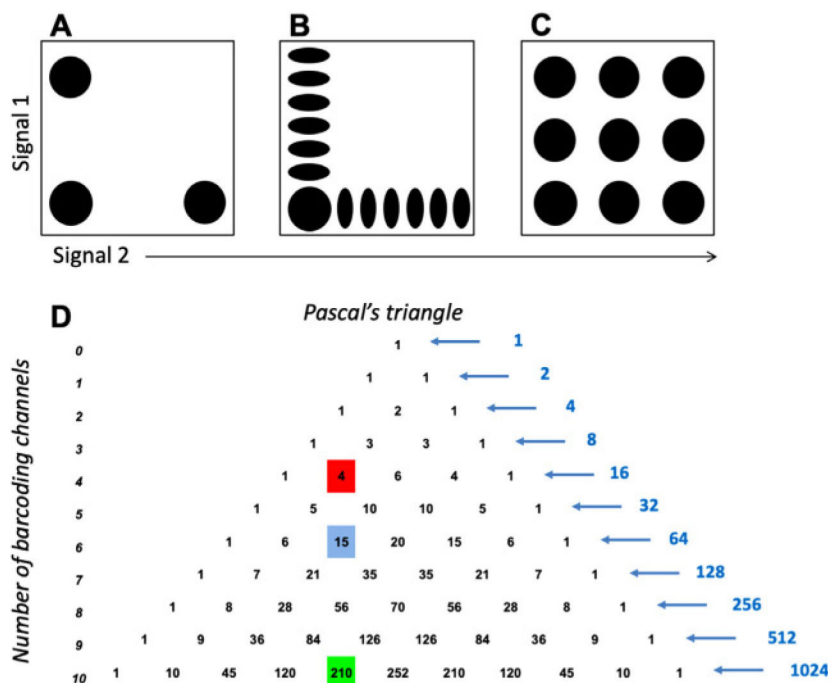 A B C
Signal 1
Signal 2
D
Pascal's triangle
Number of barcoding channels
0 1 1
1 1 1 2
2 1 2 1 4
3 1 3 3 1 8
4 1 4 6 4 1 16
5 1 5 10 10 5 1 32
6 1 6 15 20 15 6 1 64
7 1 7 21 35 35 21 7 1 128
8 1 8 28 56 70 56 28 8 1 256
9 1 9 36 84 126 126 84 36 9 1 512
10 1 10 45 120 210 252 210 120 45 10 1 1024